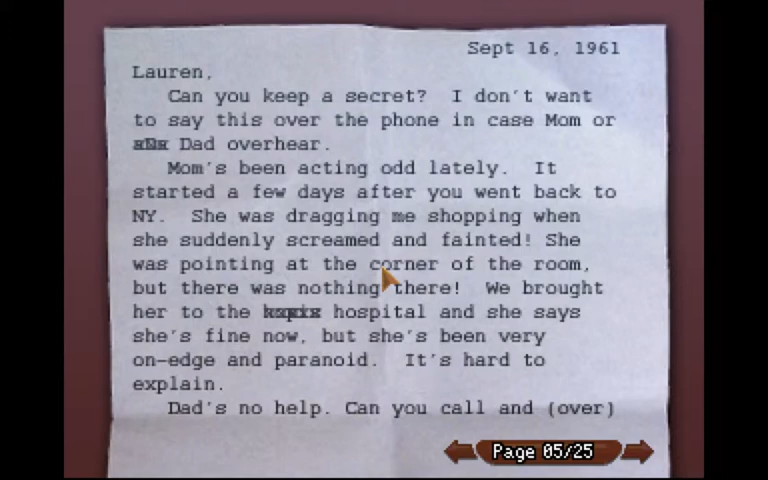 Sept 16, 1961
Lauren,
Can you keep a secret? I don't want
to say this over the phone in case Mom or
Dad overhear.
Mom's been acting odd lately. It
started a few days after you went back to
NY. She was dragging me shopping when
she suddenly screamed and fainted! She
was pointing at the corner of the room,
but there was nothing there! We brought
her to the hospital and she says
she's fine now, but she's been very
on-edge and paranoid. It's hard to
explain.
Dad's no help. Can you call and (over)
Page 05/25